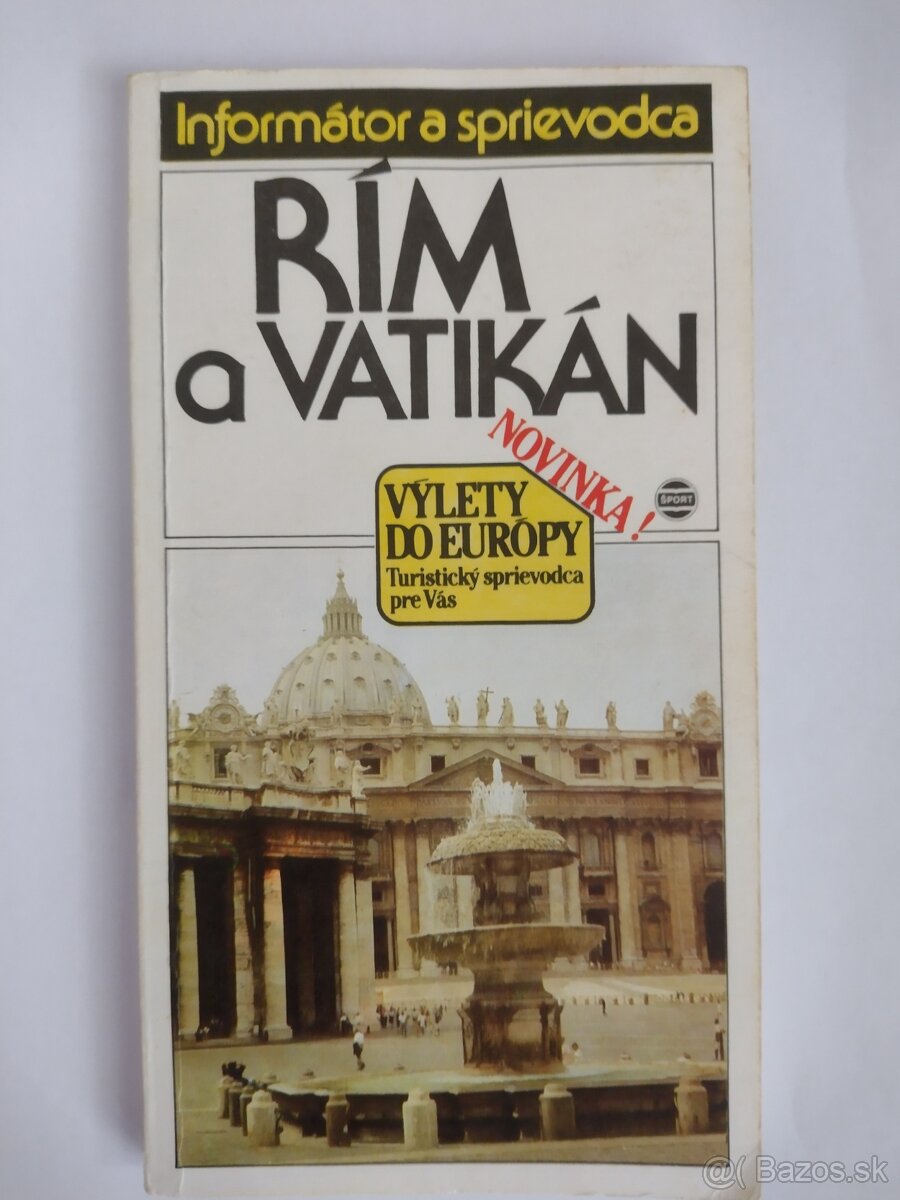 Informátor a sprievodca
RÍM
a VATIKÁN
NOVINKA!
ŠPORT
VÝLETY
DO EURÓPY
Turistický sprievodca
pre Vás
@( Bazos.sk